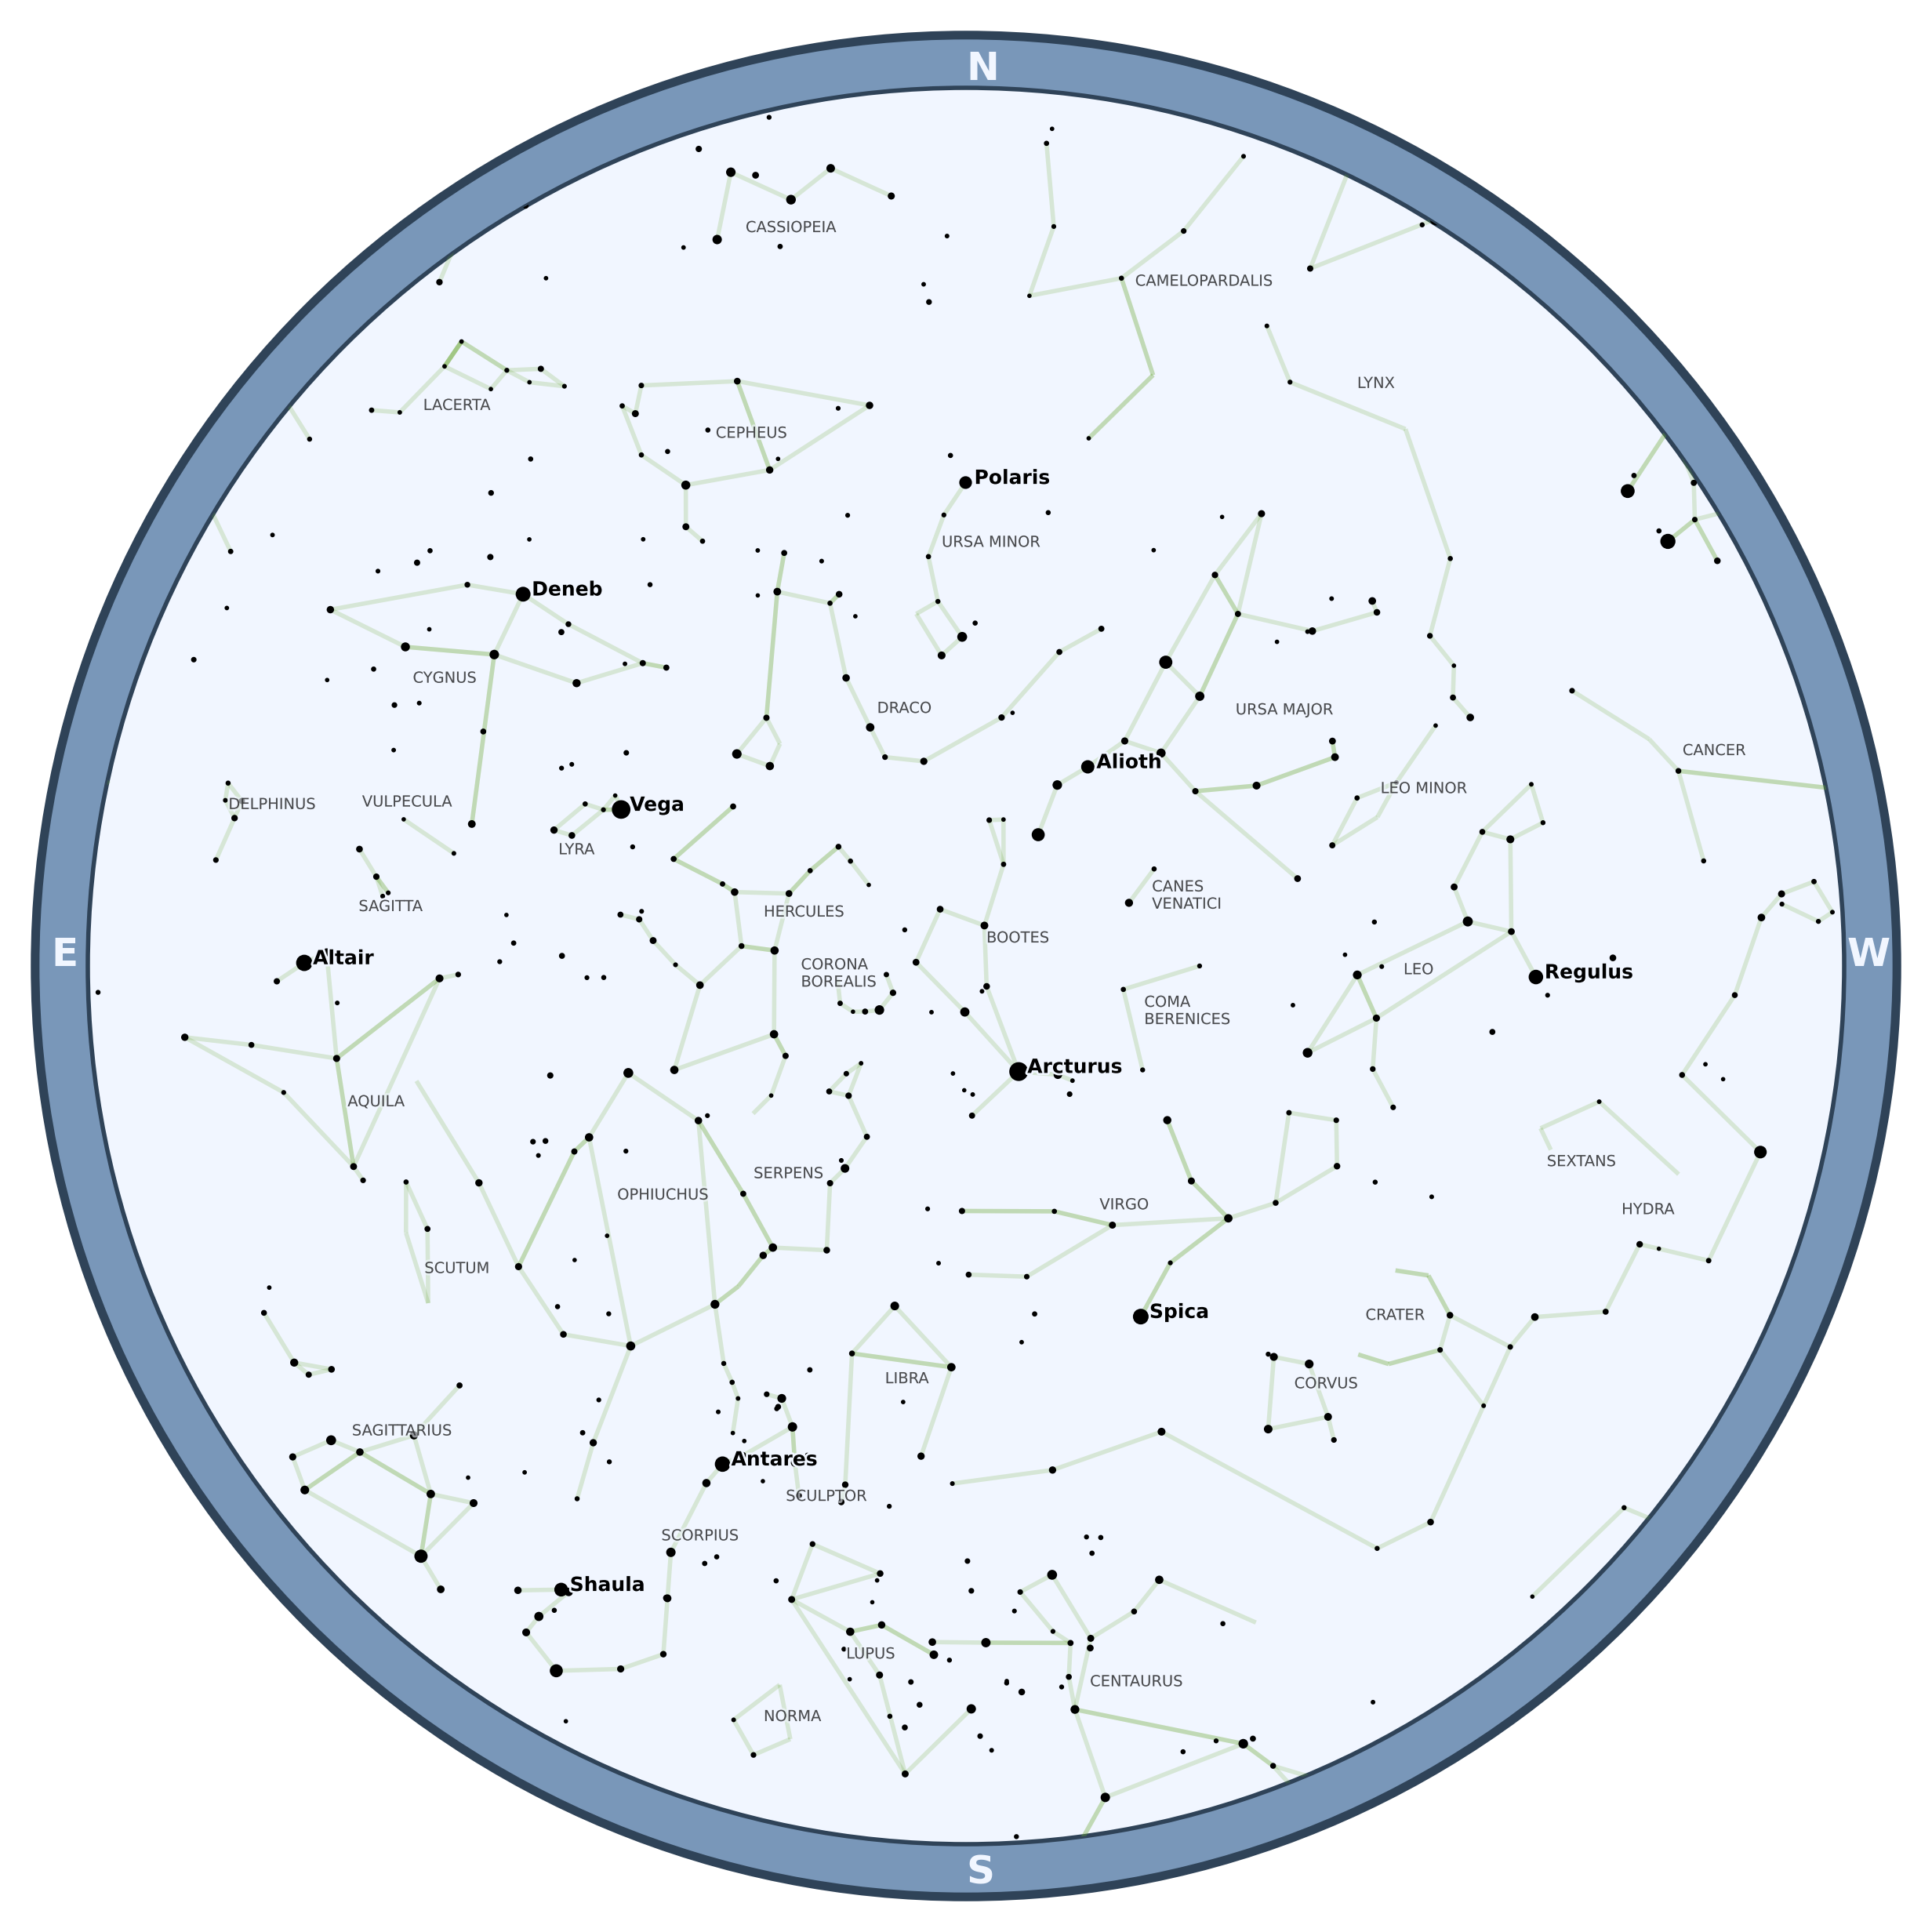 N
CASSIOPEIA
CAMELOPARDALIS
LYNX
LACERTA
CEPHEUS
Polaris
URSA MINOR
Deneb
CYGNUS
DRACO
URSA MAJOR
CANCER
Alioth
LEO MINOR
DELPHINUS
VULPECULA
Vega
LYRA
SAGITTA
HERCULES
CANES
VENATICI
BOOTES
E
W
Altair
CORONA
BOREALIS
LEO
Regulus
COMA
BERENICES
Arcturus
AQUILA
SERPENS
SEXTANS
OPHIUCHUS
VIRGO
HYDRA
SCUTUM
Spica
CRATER
LIBRA
CORVUS
SAGITTARIUS
Antares
SCULPTOR
SCORPIUS
Shaula
LUPUS
CENTAURUS
NORMA
S